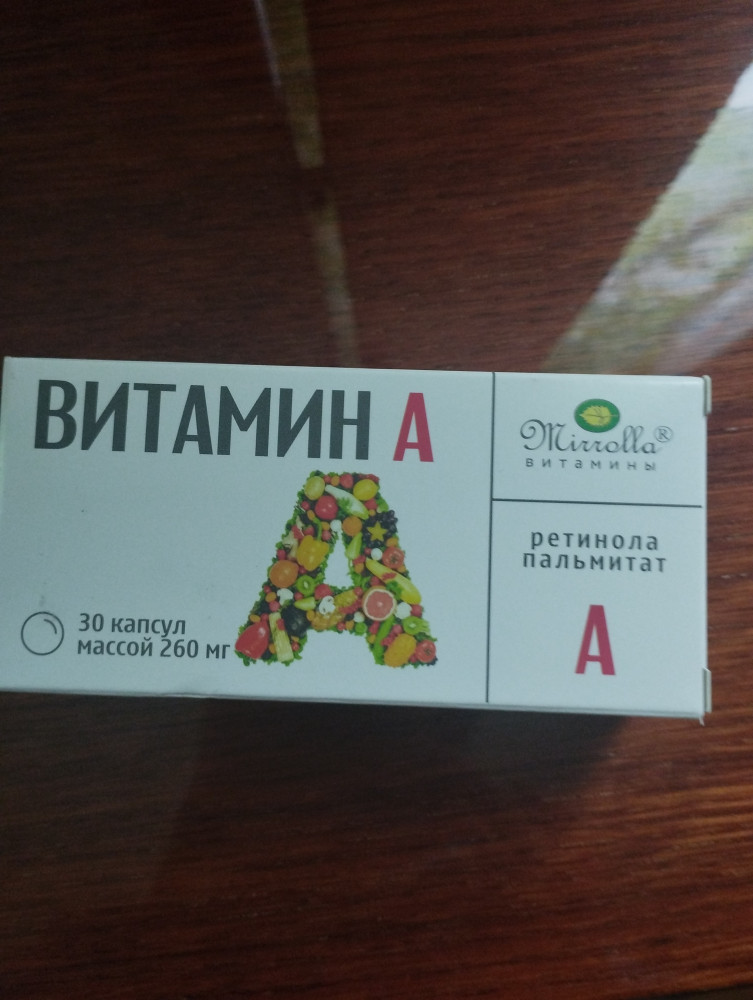 ВИТАМИН А
Mirrolla®
витамины
ретинола
пальмитат
А
30 капсул
массой 260 мг